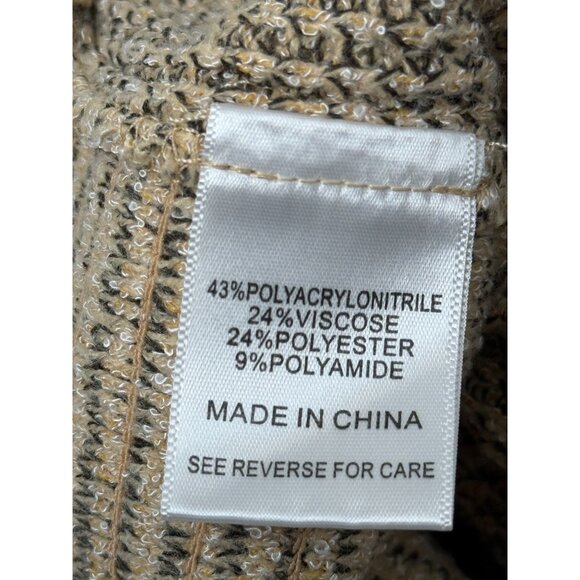 43%POLYACRYLONITRILE
24%VISCOSE
24%POLYESTER
9%POLYAMIDE
MADE IN CHINA
SEE REVERSE FOR CARE